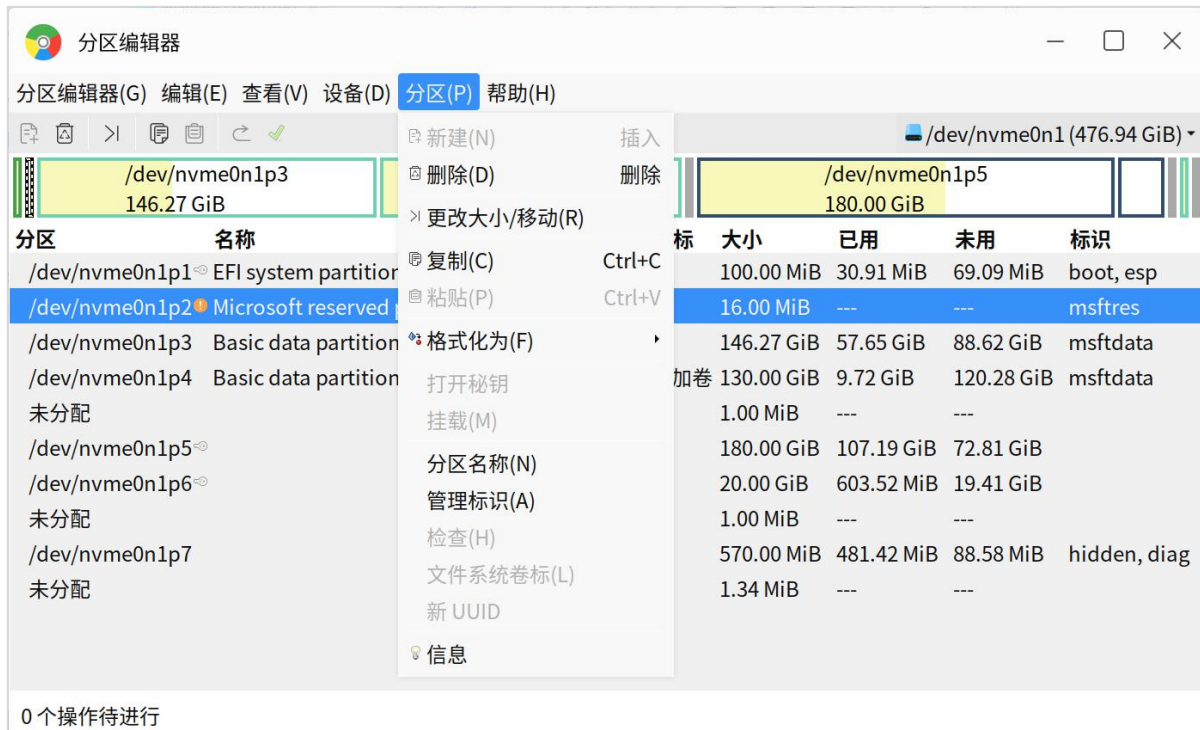 分区编辑器
分区编辑器(G) 编辑(E) 查看(V) 设备(D) 分区(P) 帮助(H)
/dev/nvme0n1 (476.94 GiB)
/dev/nvme0n1p3
146.27 GiB
/dev/nvme0n1p5
180.00 GiB
新建(N) 插入
删除(D) 删除
更改大小/移动(R)
复制(C) Ctrl+C
粘贴(P) Ctrl+V
格式化为(F)
打开秘钥
挂载(M)
分区名称(N)
管理标识(A)
检查(H)
文件系统卷标(L)
新 UUID
信息
分区 名称 标 大小 已用 未用 标识
/dev/nvme0n1p1 EFI system partition 100.00 MiB 30.91 MiB 69.09 MiB boot, esp
/dev/nvme0n1p2 Microsoft reserved 16.00 MiB --- --- msftres
/dev/nvme0n1p3 Basic data partition 146.27 GiB 57.65 GiB 88.62 GiB msftdata
/dev/nvme0n1p4 Basic data partition 加卷 130.00 GiB 9.72 GiB 120.28 GiB msftdata
未分配 1.00 MiB --- ---
/dev/nvme0n1p5 180.00 GiB 107.19 GiB 72.81 GiB
/dev/nvme0n1p6 20.00 GiB 603.52 MiB 19.41 GiB
未分配 1.00 MiB --- ---
/dev/nvme0n1p7 570.00 MiB 481.42 MiB 88.58 MiB hidden, diag
未分配 1.34 MiB --- ---
0 个操作待进行